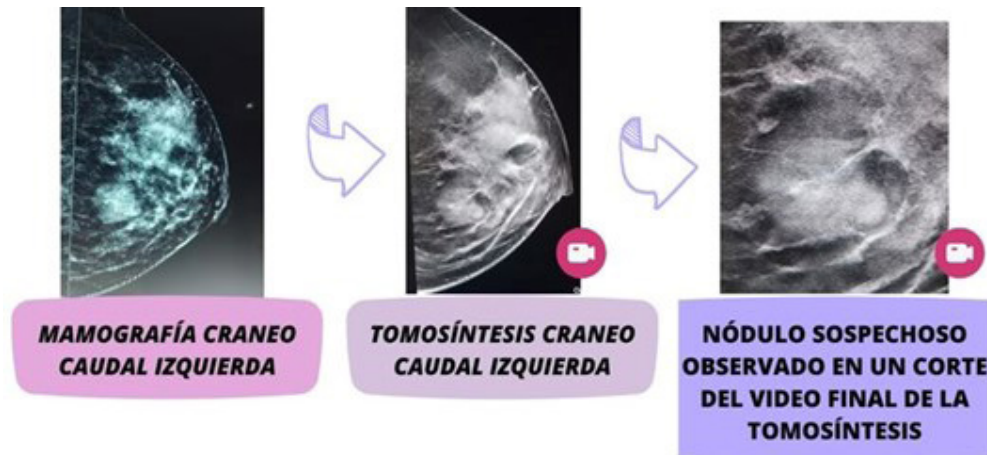 MAMOGRAFÍA CRANEO
CAUDAL IZQUIERDA
TOMOSÍNTESIS CRANEO
CAUDAL IZQUIERDA
NÓDULO SOSPECHOSO
OBSERVADO EN UN CORTE
DEL VIDEO FINAL DE LA
TOMOSÍNTESIS